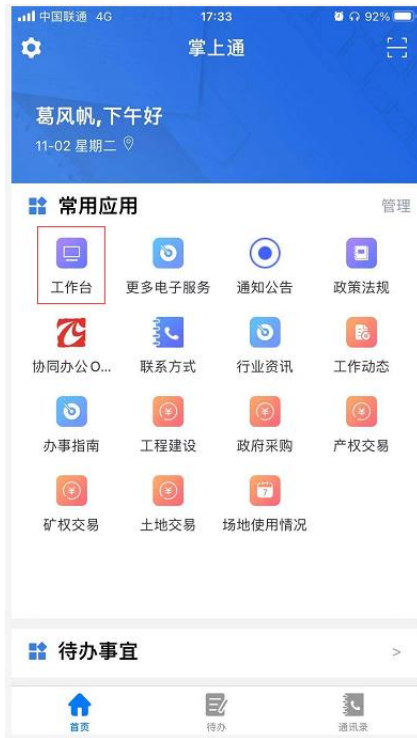 中国联通 4G 17:33 92%
掌上通
葛风帆,下午好
11-02 星期二
常用应用 管理
工作台 更多电子服务 通知公告 政策法规
协同办公O... 联系方式 行业资讯 工作动态
办事指南 工程建设 政府采购 产权交易
矿权交易 土地交易 场地使用情况
7
待办事宜 >
首页 待办 通讯录